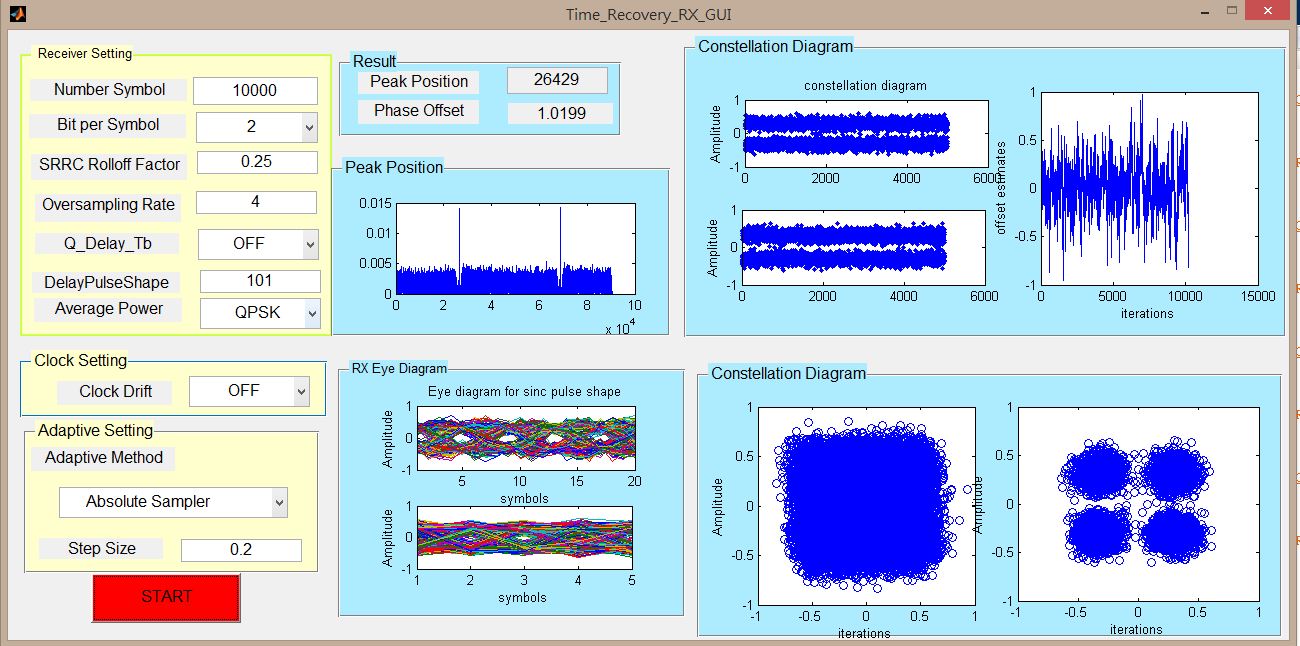 Time_Recovery_RX_GUI
Receiver Setting
Number Symbol 10000
Bit per Symbol 2
SRRC Rolloff Factor 0.25
Oversampling Rate 4
Q_Delay_Tb OFF
DelayPulseShape 101
Average Power QPSK
Clock Setting
Clock Drift OFF
Adaptive Setting
Adaptive Method
Absolute Sampler
Step Size 0.2
START
Result
Peak Position 26429
Phase Offset 1.0199
Peak Position
0.015
0.01
0.005
0
0 2 4 6 8 10
x 10^4
RX Eye Diagram
Eye diagram for sinc pulse shape
Amplitude
1
0
-1
5 10 15 20
symbols
Amplitude
1
0
-1
1 2 3 4 5
symbols
Constellation Diagram
constellation diagram
Amplitude
1
0
-1
0 2000 4000 6000
Amplitude
1
0
-1
0 2000 4000 6000
offset estimates
1
0.5
0
-0.5
-1
0 5000 10000 15000
iterations
Constellation Diagram
Amplitude
1
0.5
0
-0.5
-1
-1 -0.5 0 0.5 1
iterations
Amplitude
1
0.5
0
-0.5
-1
-1 -0.5 0 0.5 1
iterations